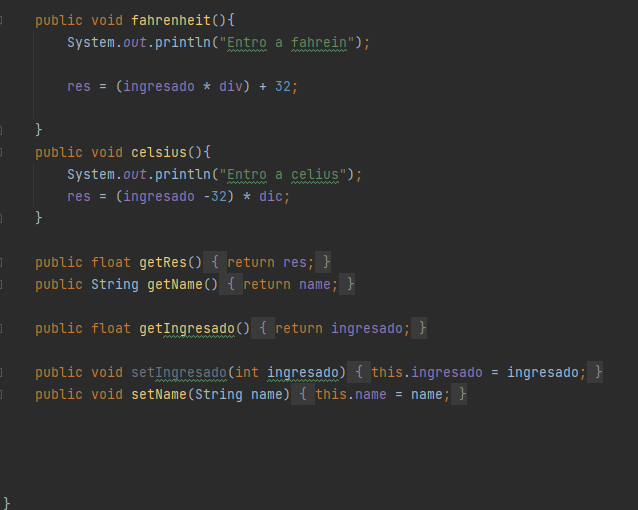 public void fahrenheit(){
System.out.println("Entro a fahrein");
res = (ingresado * div) + 32;
}
public void celsius(){
System.out.println("Entro a celius");
res = (ingresado -32) * dic;
}
public float getRes() { return res; }
public String getName() { return name; }
public float getIngresado() { return ingresado; }
public void setIngresado(int ingresado) { this.ingresado = ingresado; }
public void setName(String name) { this.name = name; }
}